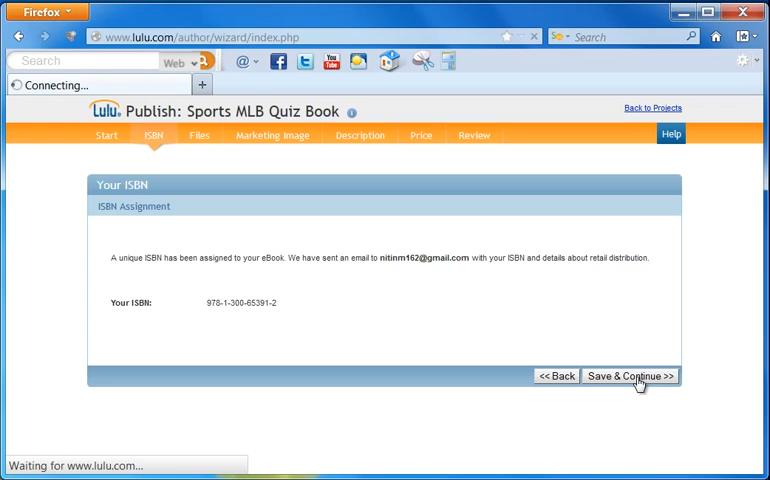 Firefox
www.lulu.com/author/wizard/index.php
Search
Search
Web
@
You
Tube
Connecting...
Lulu. Publish: Sports MLB Quiz Book
Back to Projects
Start ISBN Files Marketing Image Description Price Review Help
Your ISBN
ISBN Assignment
A unique ISBN has been assigned to your eBook. We have sent an email to nitinm162@gmail.com with your ISBN and details about retail distribution.
Your ISBN: 978-1-300-65391-2
<< Back Save & Continue >>
Waiting for www.lulu.com...